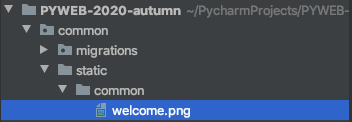 PYWEB-2020-autumn ~/PycharmProjects/PYWEB-
common
migrations
static
common
welcome.png